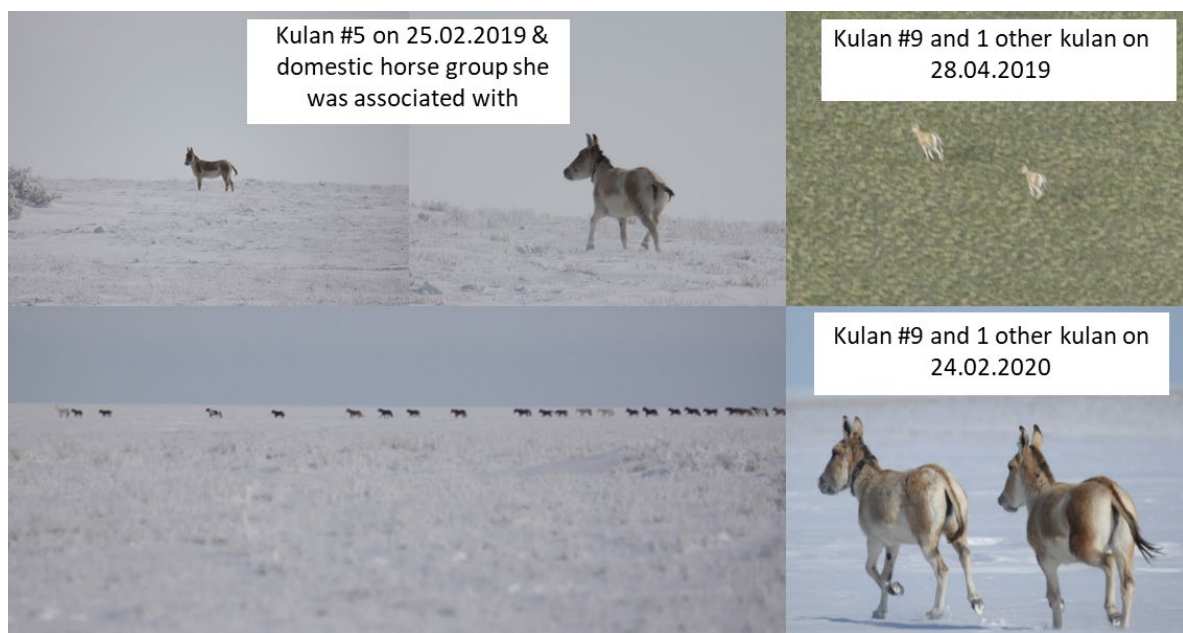 Kulan #5 on 25.02.2019 &
domestic horse group she
was associated with
Kulan #9 and 1 other kulan on
28.04.2019
Kulan #9 and 1 other kulan on
24.02.2020